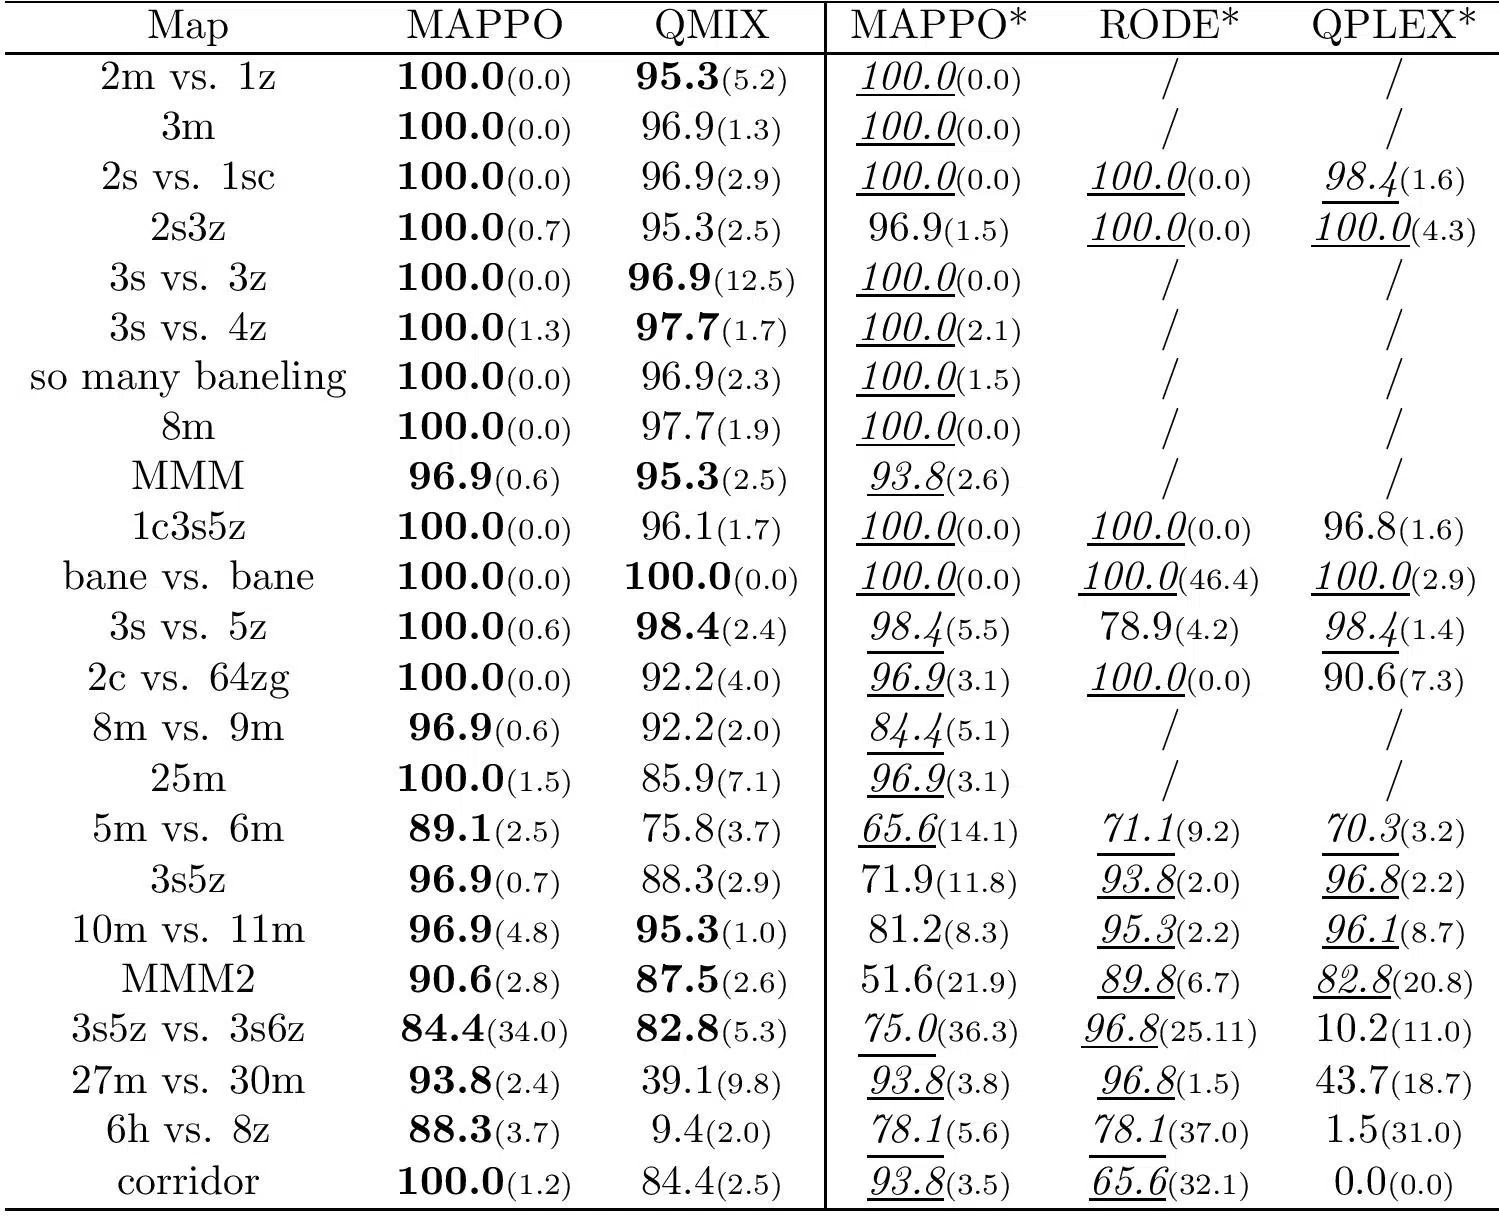 Map MAPPO QMIX MAPPO* RODE* QPLEX*
2m vs. 1z 100.0(0.0) 95.3(5.2) 100.0(0.0) / /
3m 100.0(0.0) 96.9(1.3) 100.0(0.0) / /
2s vs. 1sc 100.0(0.0) 96.9(2.9) 100.0(0.0) 100.0(0.0) 98.4(1.6)
2s3z 100.0(0.7) 95.3(2.5) 96.9(1.5) 100.0(0.0) 100.0(4.3)
3s vs. 3z 100.0(0.0) 96.9(12.5) 100.0(0.0) / /
3s vs. 4z 100.0(1.3) 97.7(1.7) 100.0(2.1) / /
so many baneling 100.0(0.0) 96.9(2.3) 100.0(1.5) / /
8m 100.0(0.0) 97.7(1.9) 100.0(0.0) / /
MMM 96.9(0.6) 95.3(2.5) 93.8(2.6) / /
1c3s5z 100.0(0.0) 96.1(1.7) 100.0(0.0) 100.0(0.0) 96.8(1.6)
bane vs. bane 100.0(0.0) 100.0(0.0) 100.0(0.0) 100.0(46.4) 100.0(2.9)
3s vs. 5z 100.0(0.6) 98.4(2.4) 98.4(5.5) 78.9(4.2) 98.4(1.4)
2c vs. 64zg 100.0(0.0) 92.2(4.0) 96.9(3.1) 100.0(0.0) 90.6(7.3)
8m vs. 9m 96.9(0.6) 92.2(2.0) 84.4(5.1) / /
25m 100.0(1.5) 85.9(7.1) 96.9(3.1) / /
5m vs. 6m 89.1(2.5) 75.8(3.7) 65.6(14.1) 71.1(9.2) 70.3(3.2)
3s5z 96.9(0.7) 88.3(2.9) 71.9(11.8) 93.8(2.0) 96.8(2.2)
10m vs. 11m 96.9(4.8) 95.3(1.0) 81.2(8.3) 95.3(2.2) 96.1(8.7)
MMM2 90.6(2.8) 87.5(2.6) 51.6(21.9) 89.8(6.7) 82.8(20.8)
3s5z vs. 3s6z 84.4(34.0) 82.8(5.3) 75.0(36.3) 96.8(25.11) 10.2(11.0)
27m vs. 30m 93.8(2.4) 39.1(9.8) 93.8(3.8) 96.8(1.5) 43.7(18.7)
6h vs. 8z 88.3(3.7) 9.4(2.0) 78.1(5.6) 78.1(37.0) 1.5(31.0)
corridor 100.0(1.2) 84.4(2.5) 93.8(3.5) 65.6(32.1) 0.0(0.0)